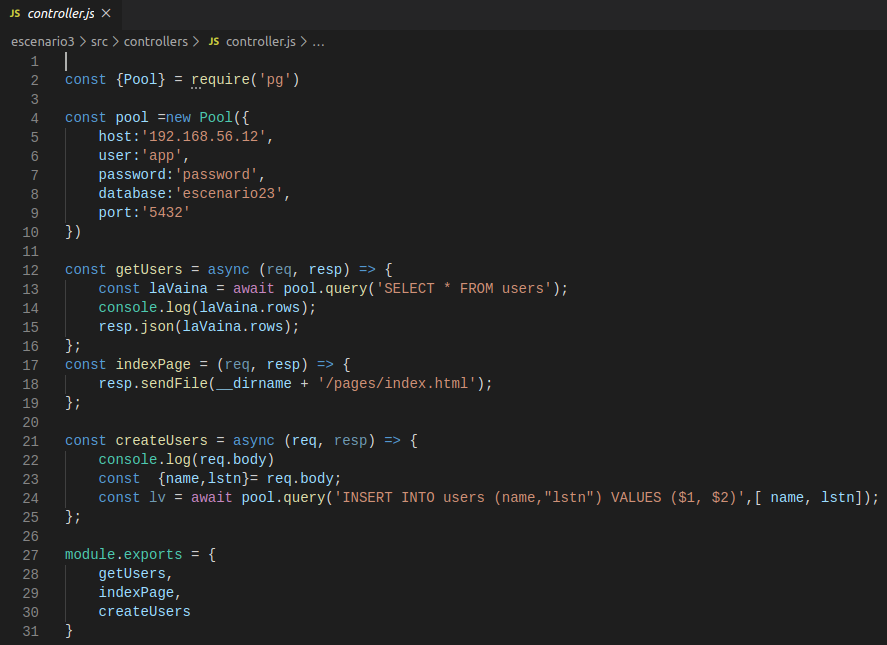 JS controller.js ×
escenario3 > src > controllers > JS controller.js > ...
1
2 const {Pool} = require('pg')
3
4 const pool =new Pool({
5     host:'192.168.56.12',
6     user:'app',
7     password:'password',
8     database:'escenario23',
9     port:'5432'
10 })
11
12 const getUsers = async (req, resp) => {
13     const laVaina = await pool.query('SELECT * FROM users');
14     console.log(laVaina.rows);
15     resp.json(laVaina.rows);
16 };
17 const indexPage = (req, resp) => {
18     resp.sendFile(__dirname + '/pages/index.html');
19 };
20
21 const createUsers = async (req, resp) => {
22     console.log(req.body)
23     const  {name,lstn}= req.body;
24     const lv = await pool.query('INSERT INTO users (name,"lstn") VALUES ($1, $2)',[ name, lstn]);
25 };
26
27 module.exports = {
28     getUsers,
29     indexPage,
30     createUsers
31 }